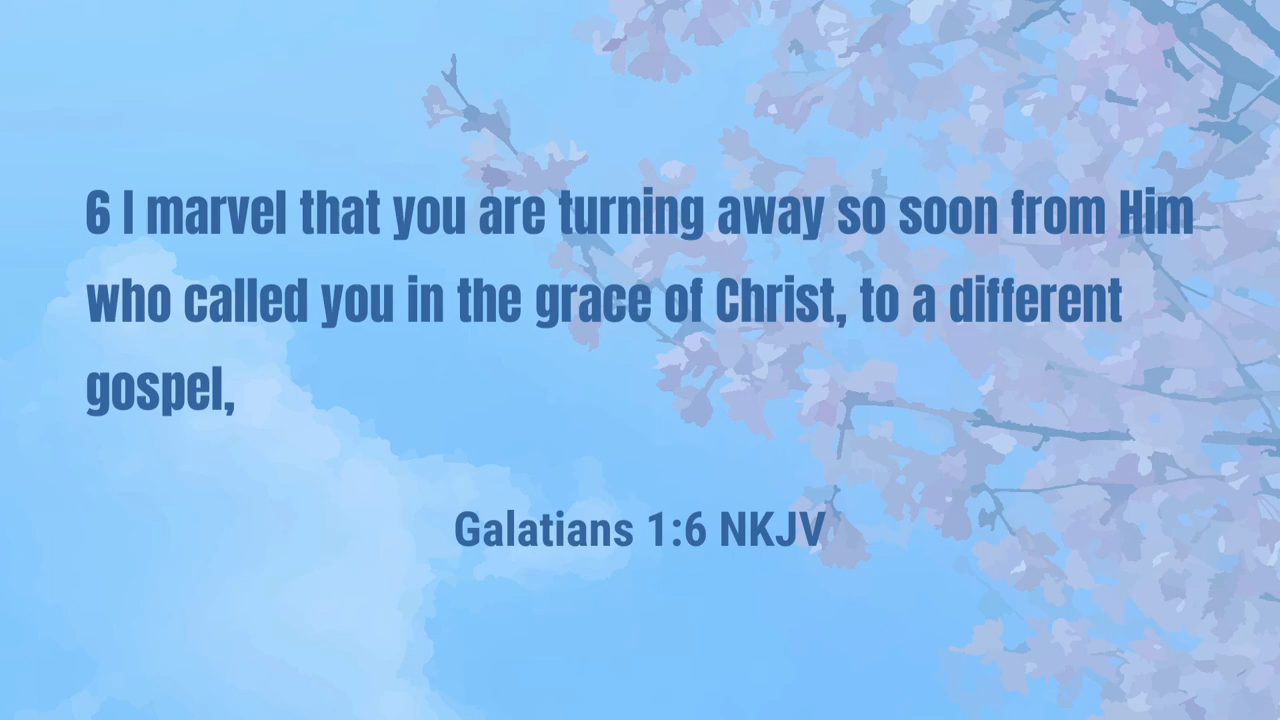 6 I marvel that you are turning away so soon from Him
who called you in the grace of Christ, to a different
gospel,
Galatians 1:6 NKJV